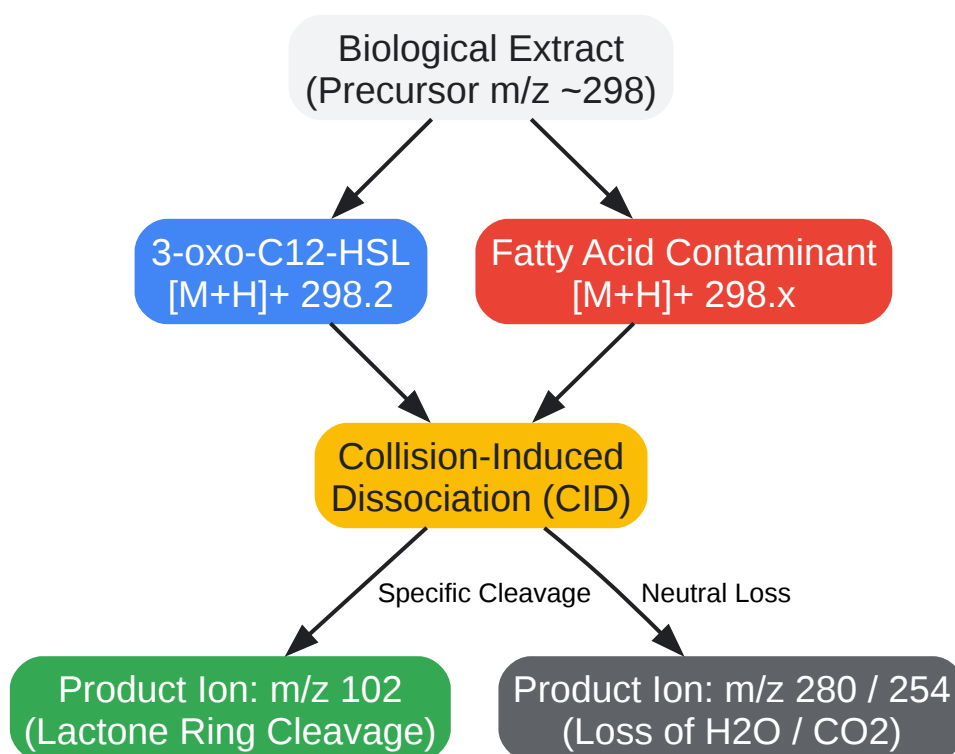 Biological Extract
(Precursor m/z ~298)
3-oxo-C12-HSL
[M+H]+ 298.2
Fatty Acid Contaminant
[M+H]+ 298.x
Collision-Induced
Dissociation (CID)
Specific Cleavage
Neutral Loss
Product Ion: m/z 102
(Lactone Ring Cleavage)
Product Ion: m/z 280 / 254
(Loss of H2O / CO2)